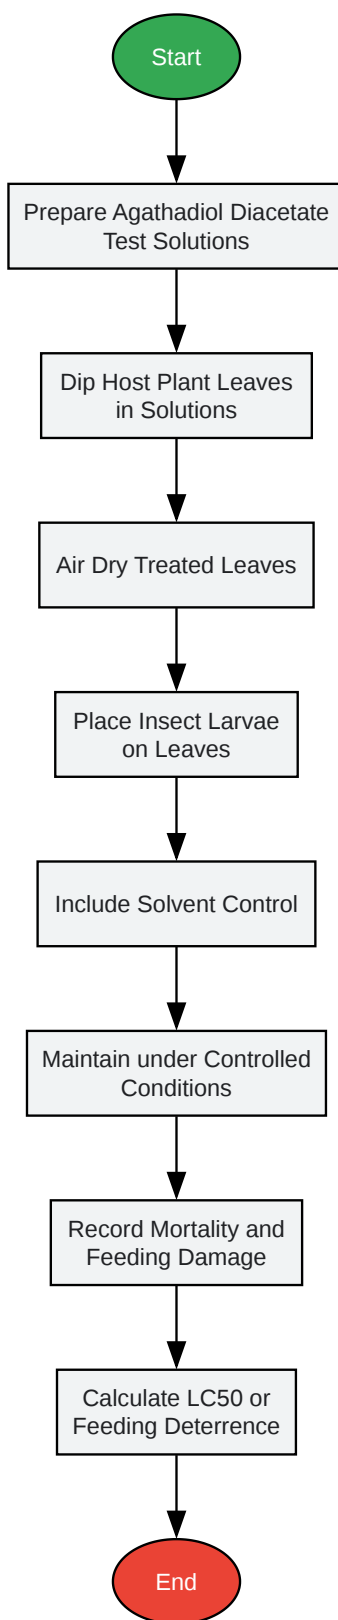 Start
Prepare Agathadiol Diacetate
Test Solutions
Dip Host Plant Leaves
in Solutions
Air Dry Treated Leaves
Place Insect Larvae
on Leaves
Include Solvent Control
Maintain under Controlled
Conditions
Record Mortality and
Feeding Damage
Calculate LC50 or
Feeding Deterrence
End